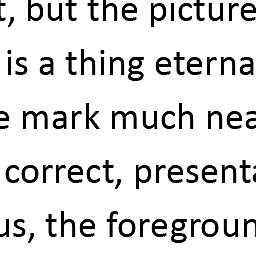 t, but the picture
is a thing eterna
e mark much nea
correct, presenta
us, the foregroun